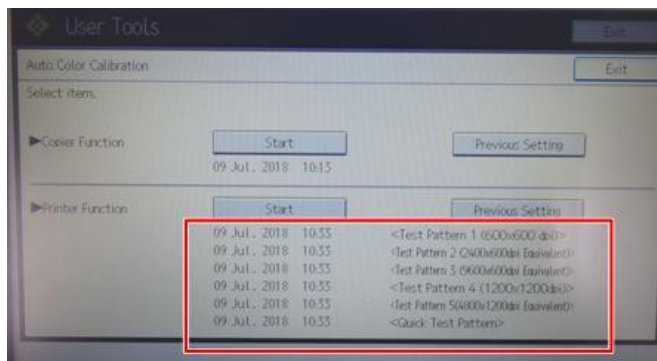 User Tools
Exit
Auto Color Calibration
Exit
Select item.
►Copier Function
Start
Previous Setting
09 Jul. 2018 10:13
►Printer Function
Start
Previous Setting
09 Jul. 2018 10:33 <Test Pattern 1 (600x600 dpi)>
09 Jul. 2018 10:33 <Test Pattern 2 (2400x600dpi Equivalent)>
09 Jul. 2018 10:33 <Test Pattern 3 (9600x600dpi Equivalent)>
09 Jul. 2018 10:33 <Test Pattern 4 (1200x1200dpi)>
09 Jul. 2018 10:33 <Test Pattern 5(4800x1200dpi Equivalent)>
09 Jul. 2018 10:33 <Quick Test Pattern>